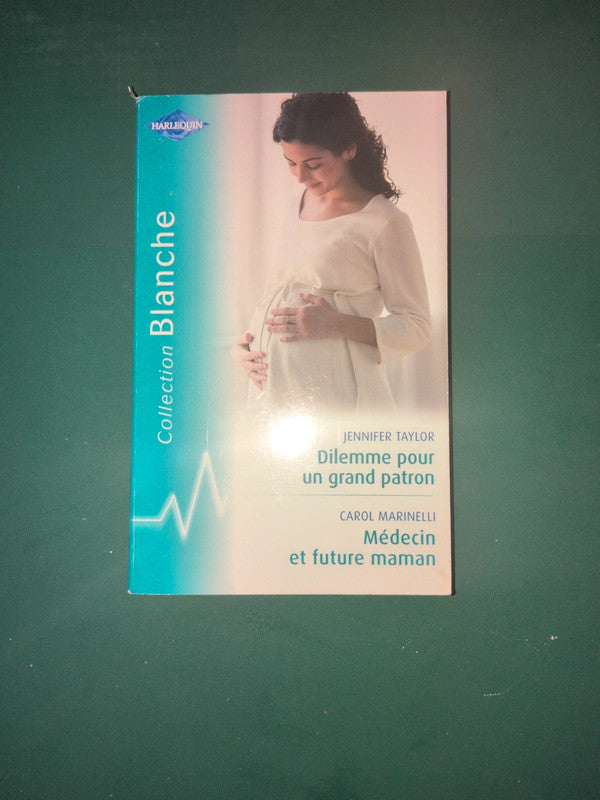 HARLEQUIN
Collection Blanche
JENNIFER TAYLOR
Dilemme pour
un grand patron
CAROL MARINELLI
Médecin
et future maman